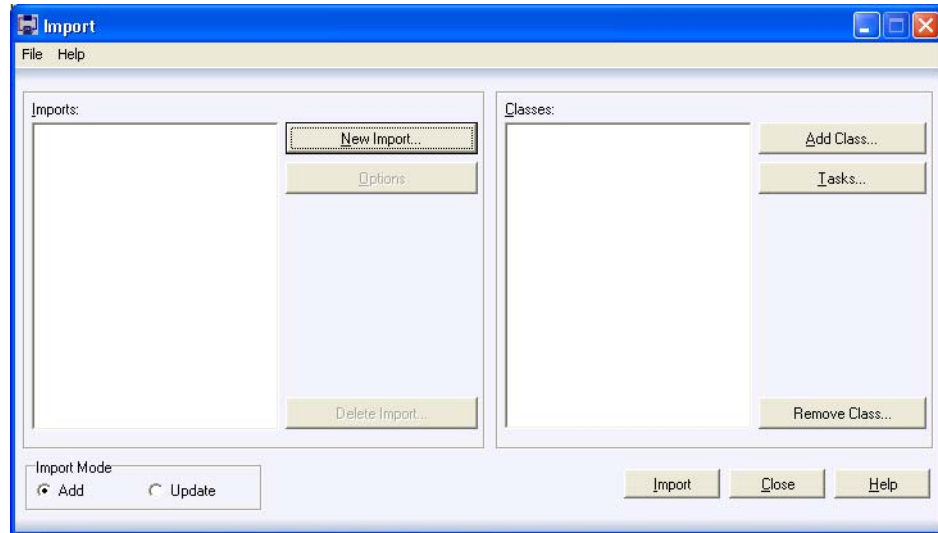 Import
File Help
Imports:
New Import...
Options
Delete Import...
Classes:
Add Class...
Tasks...
Remove Class...
Import Mode
Add Update
Import Close Help